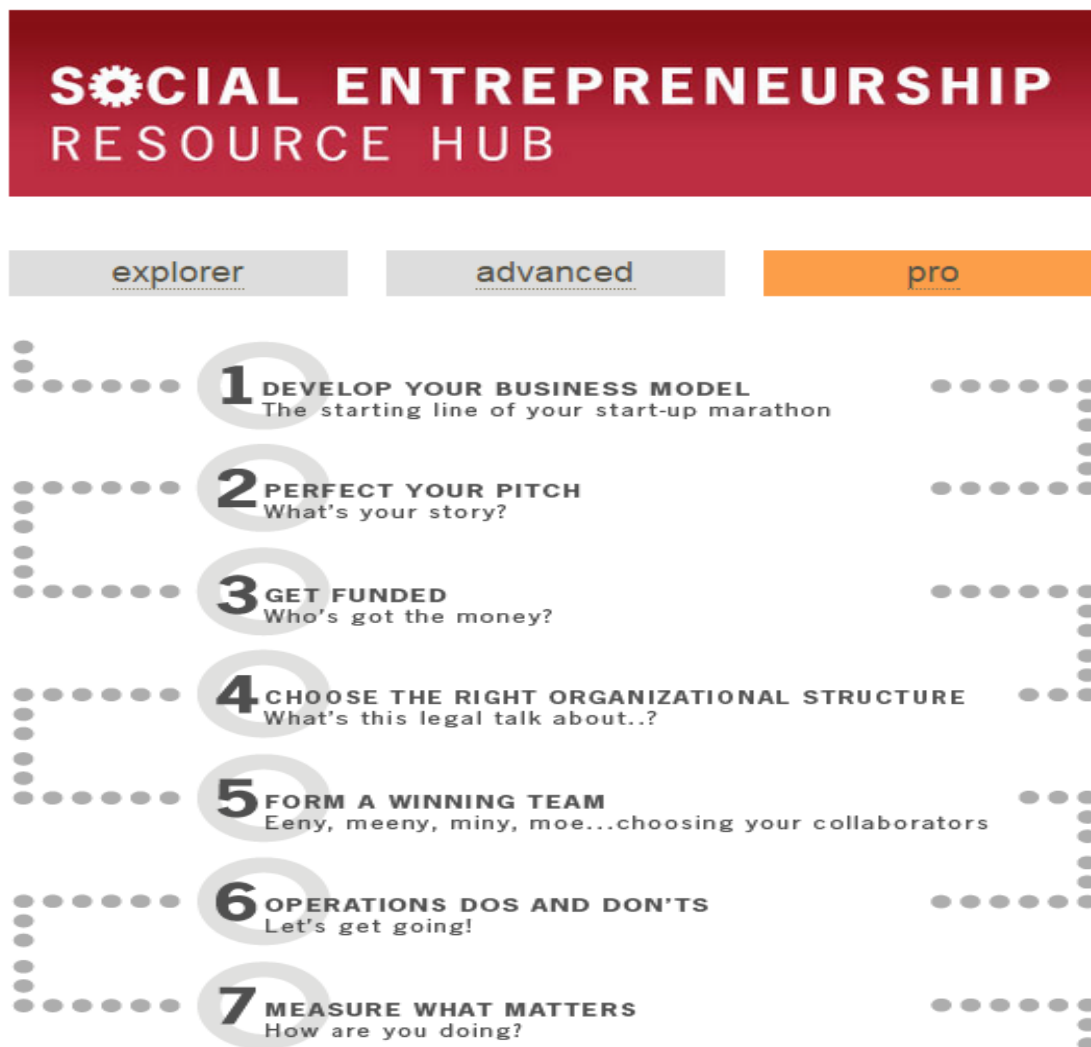 SOCIAL ENTREPRENEURSHIP
RESOURCE HUB
explorer advanced pro
1 DEVELOP YOUR BUSINESS MODEL
The starting line of your start-up marathon
2 PERFECT YOUR PITCH
What's your story?
3 GET FUNDED
Who's got the money?
4 CHOOSE THE RIGHT ORGANIZATIONAL STRUCTURE
What's this legal talk about..?
5 FORM A WINNING TEAM
Eeny, meeny, miny, moe...choosing your collaborators
6 OPERATIONS DOS AND DON'TS
Let's get going!
7 MEASURE WHAT MATTERS
How are you doing?